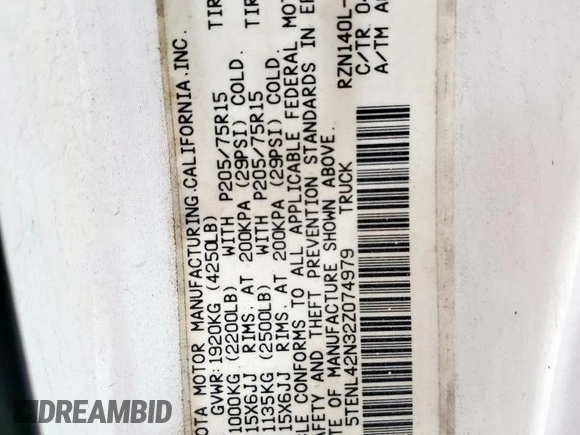 OTA MOTOR MANUFACTURING.CALIFORNIA.INC.
GVWR:1920KG (4250LB)
1000KG (2200LB) WITH P205/75R15 TIR
15X6JJ RIMS. AT 200KPA (29PSI) COLD.
1135KG (2500LB) WITH P205/75R15 TIR
15X6JJ RIMS. AT 200KPA (29PSI) COLD.
LE CONFORMS TO ALL APPLICABLE FEDERAL MOT
AFETY AND THEFT PREVENTION STANDARDS IN EF
TE OF MANUFACTURE SHOWN ABOVE.
5TENL42N32Z074979 TRUCK
RZN140L-
C/TR 0
A/TM A
DREAMBID